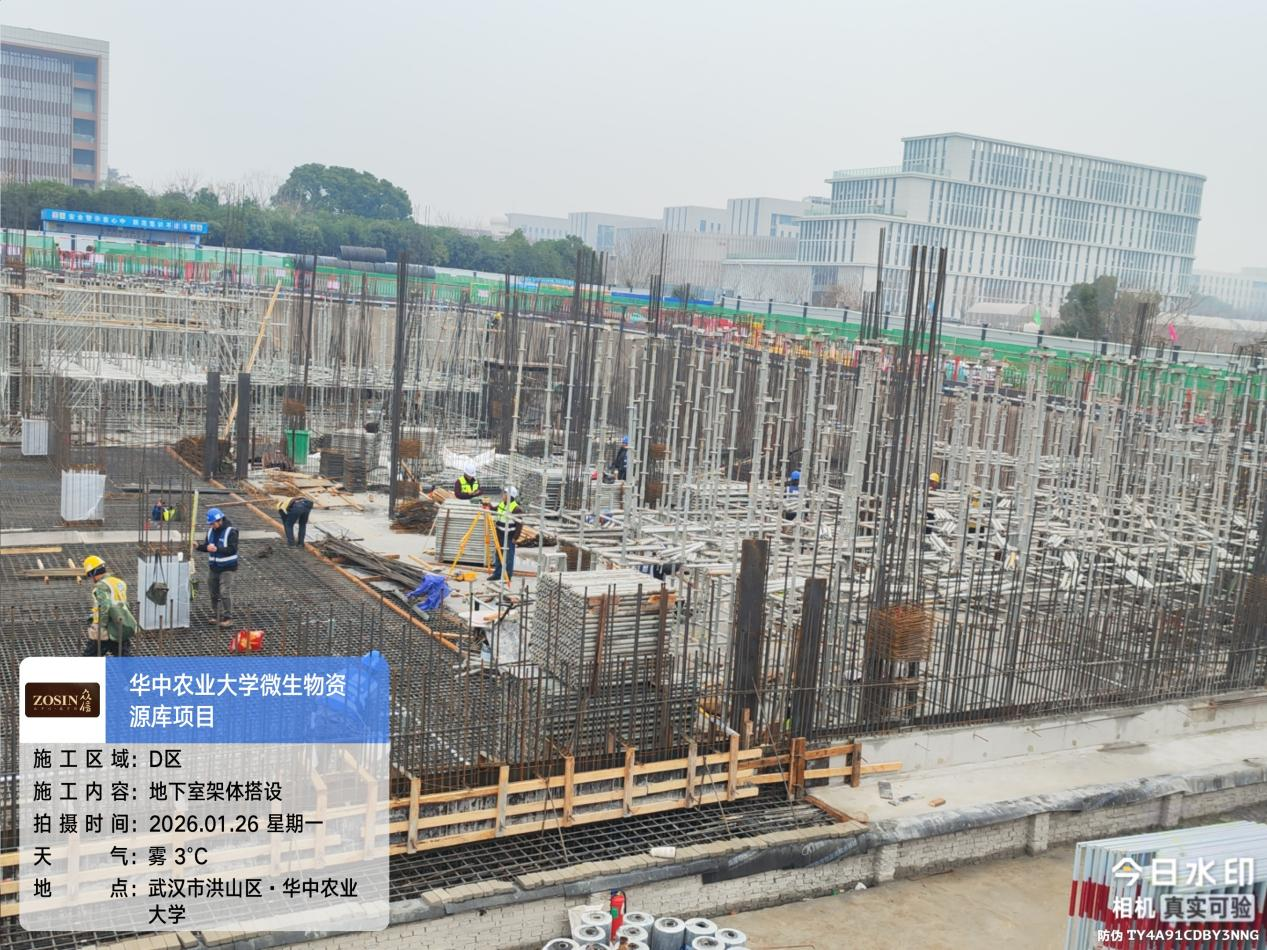 ZOSIN 众信
华中农业大学微生物资
源库项目
施工区域：D区
施工内容：地下室架体搭设
拍摄时间：2026.01.26 星期一
天气：雾 3℃
地点：武汉市洪山区·华中农业
大学
今日水印
相机 真实可验
防伪 TY4A91CDBY3NNG